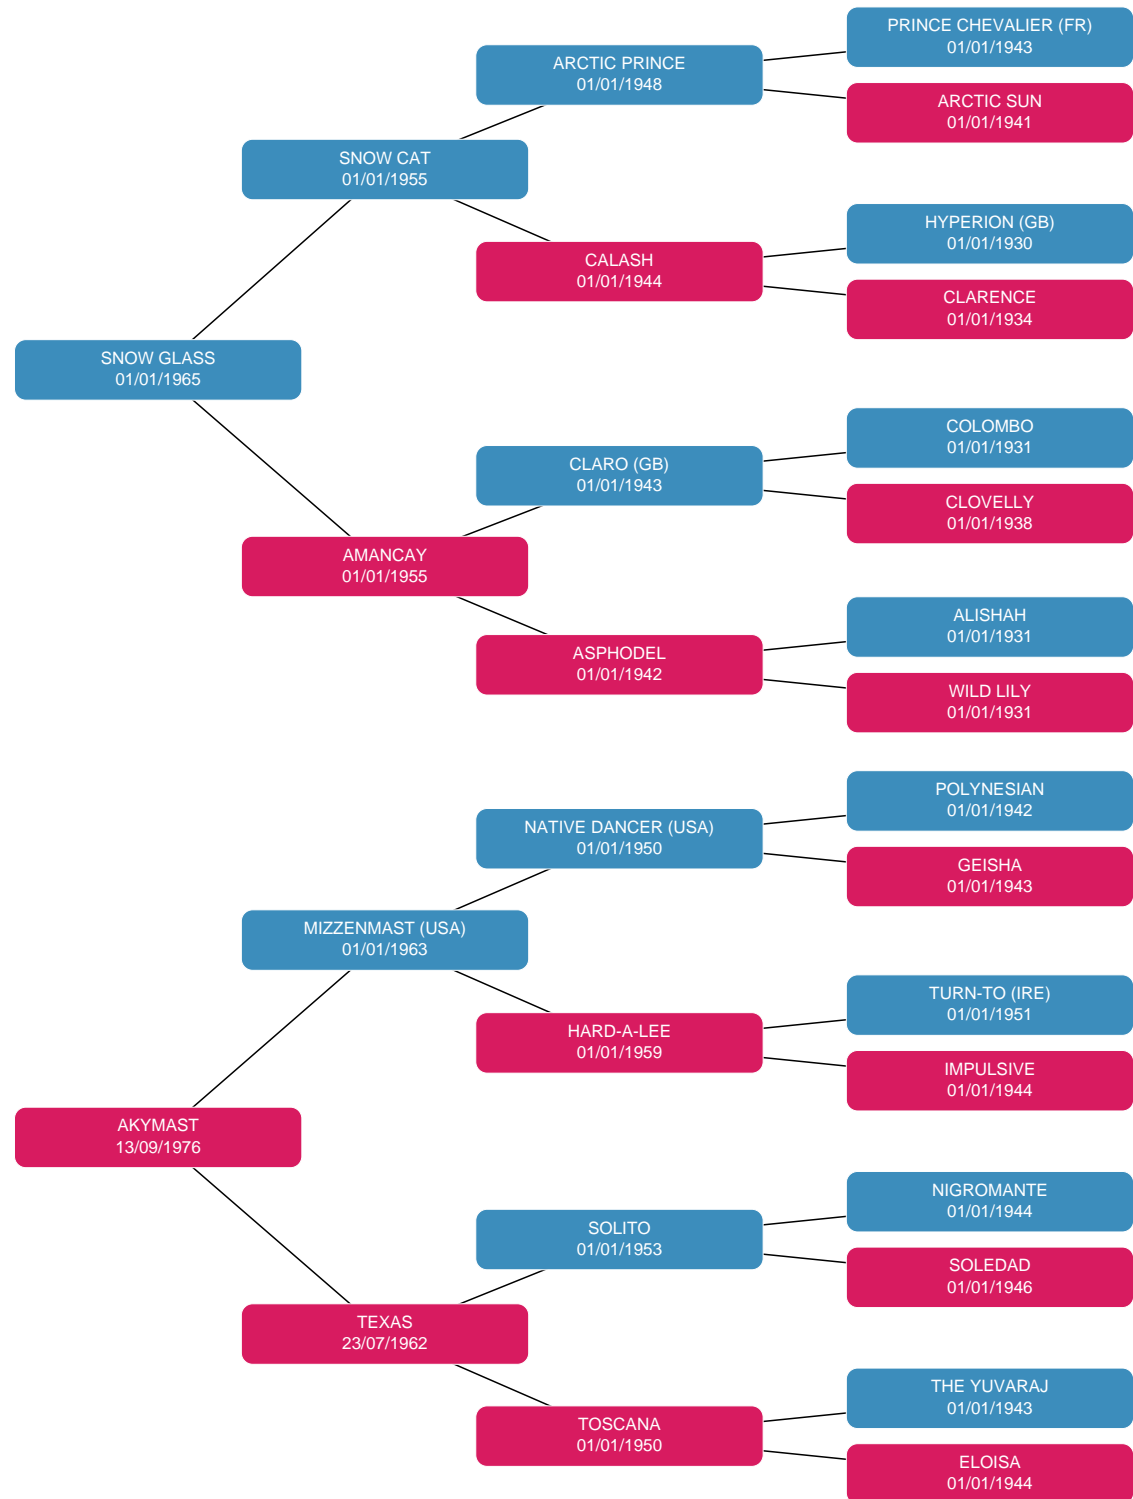 PRINCE CHEVALIER (FR)
01/01/1943
ARCTIC PRINCE
01/01/1948
ARCTIC SUN
01/01/1941
SNOW CAT
01/01/1955
HYPERION (GB)
01/01/1930
CALASH
01/01/1944
CLARENCE
01/01/1934
SNOW GLASS
01/01/1965
COLOMBO
01/01/1931
CLARO (GB)
01/01/1943
CLOVELLY
01/01/1938
AMANCAY
01/01/1955
ALISHAH
01/01/1931
ASPHODEL
01/01/1942
WILD LILY
01/01/1931
POLYNESIAN
01/01/1942
NATIVE DANCER (USA)
01/01/1950
GEISHA
01/01/1943
MIZZENMAST (USA)
01/01/1963
TURN-TO (IRE)
01/01/1951
HARD-A-LEE
01/01/1959
IMPULSIVE
01/01/1944
AKYMAST
13/09/1976
NIGROMANTE
01/01/1944
SOLITO
01/01/1953
SOLEDAD
01/01/1946
TEXAS
23/07/1962
THE YUVARAJ
01/01/1943
TOSCANA
01/01/1950
ELOISA
01/01/1944